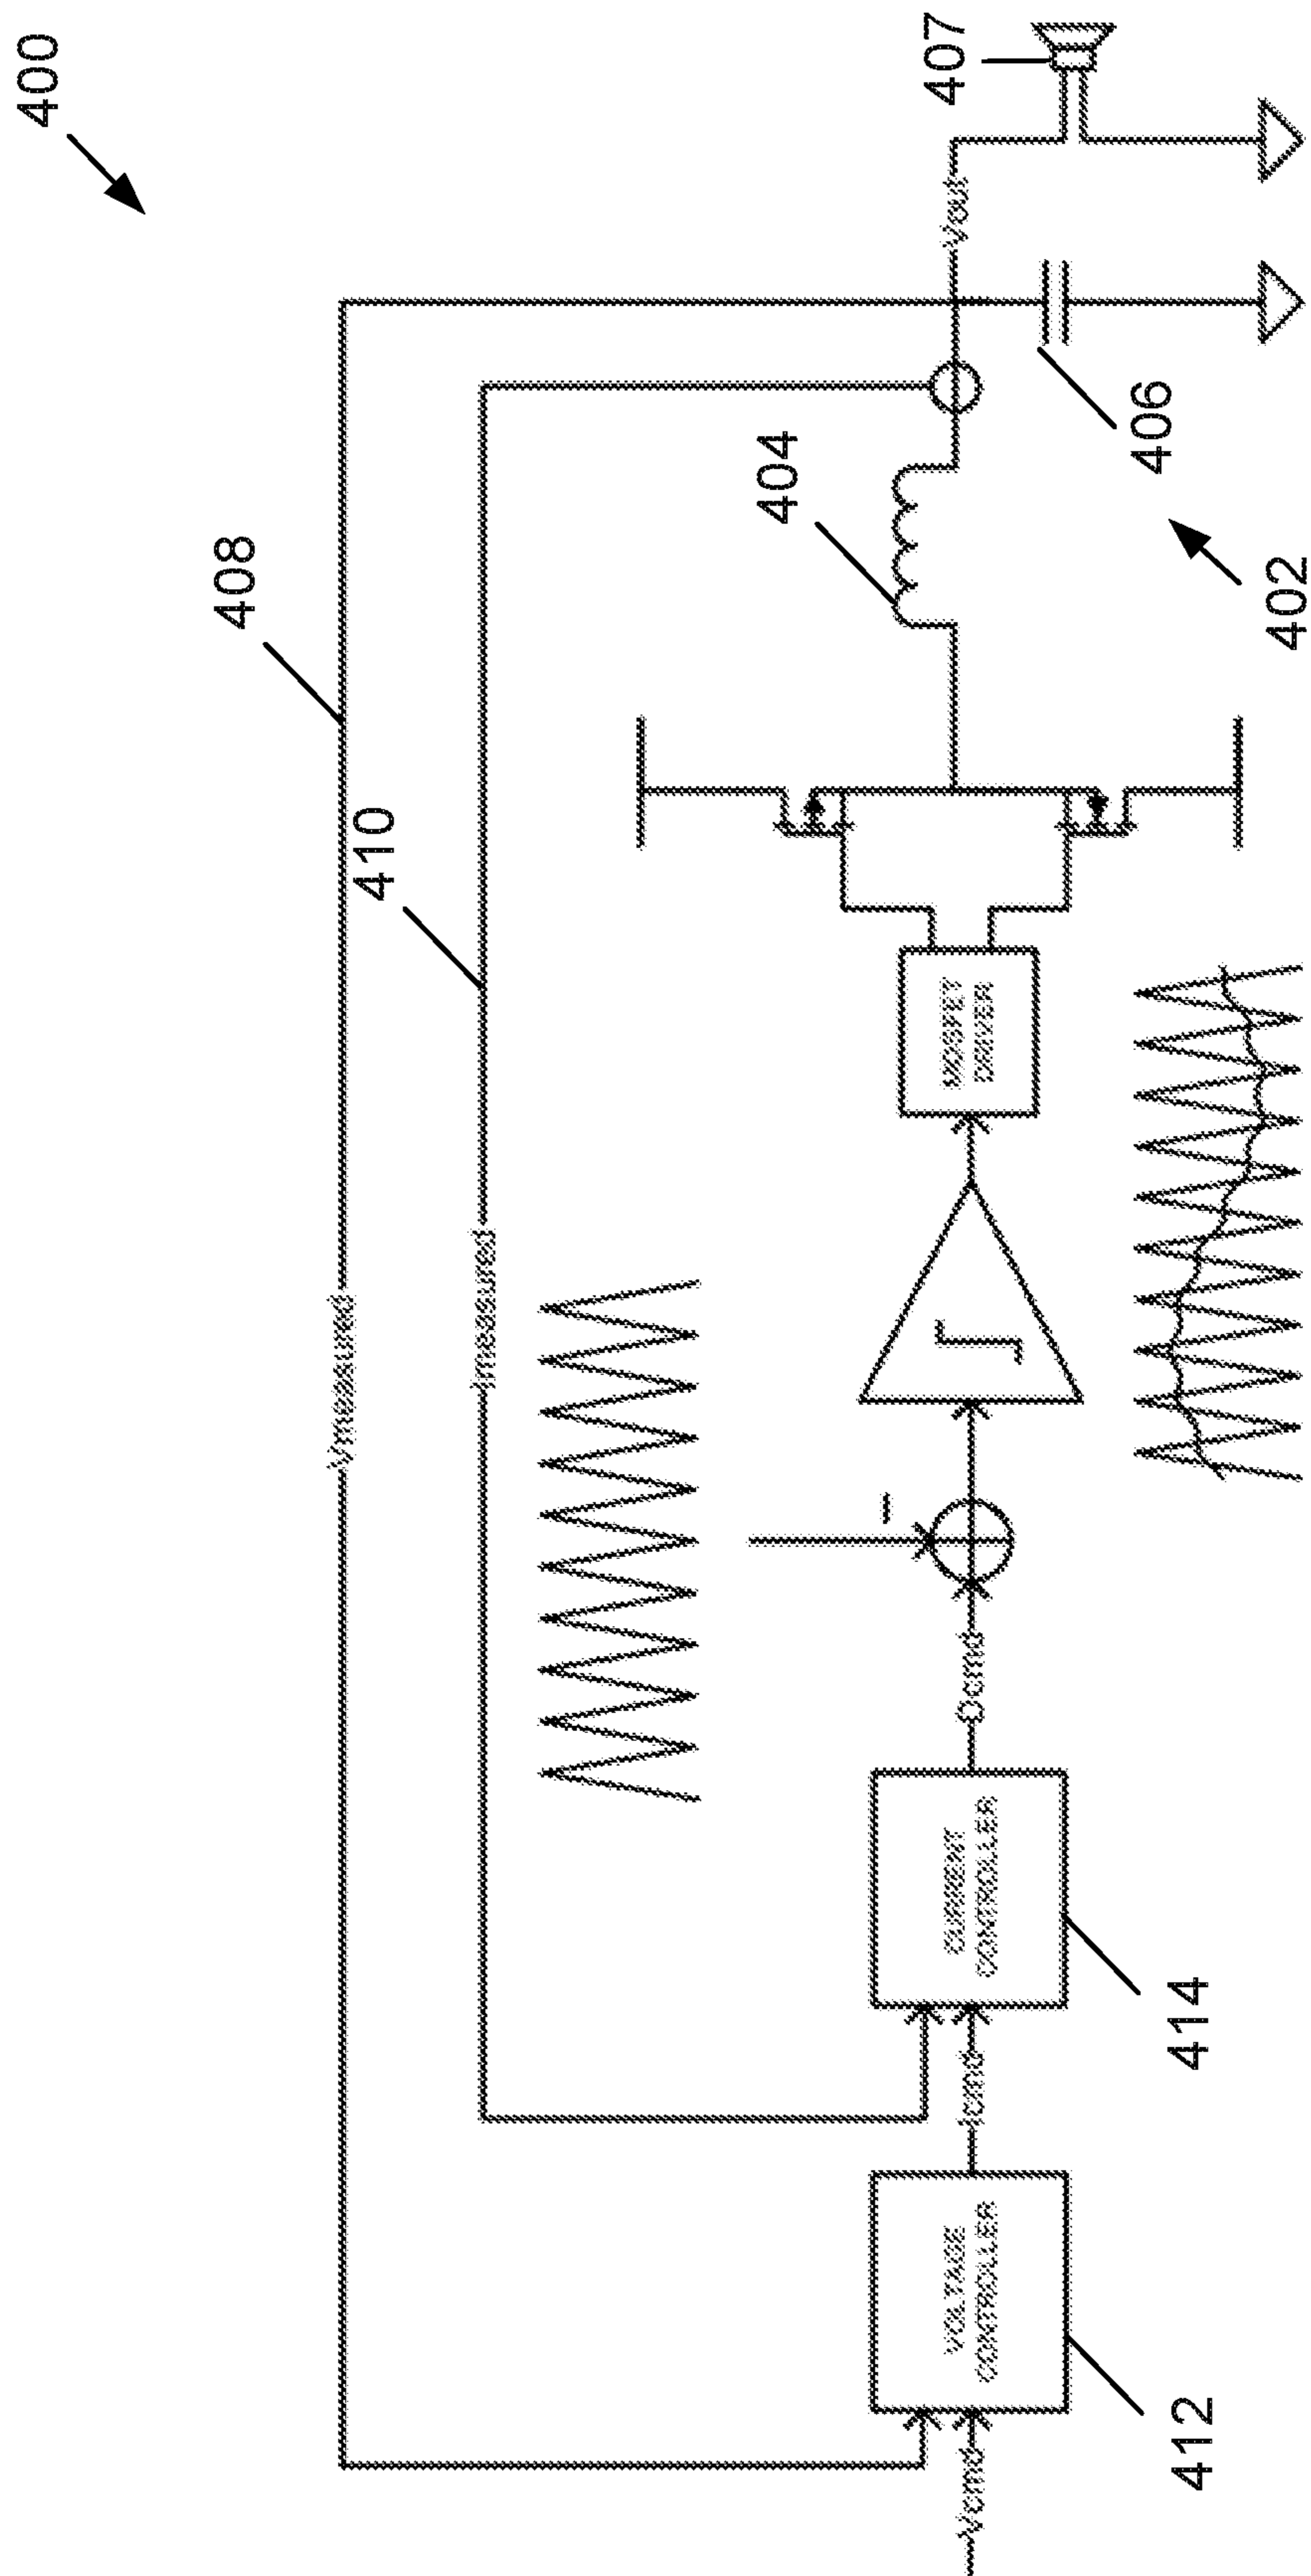 400
408
Vmeasured
410
Imeasured
404
407
Vout
406
402
MOSFET
DRIVER
Vcmd
VOLTAGE
CONTROLLER
412
Icmd
CURRENT
CONTROLLER
414
Dcmd
-